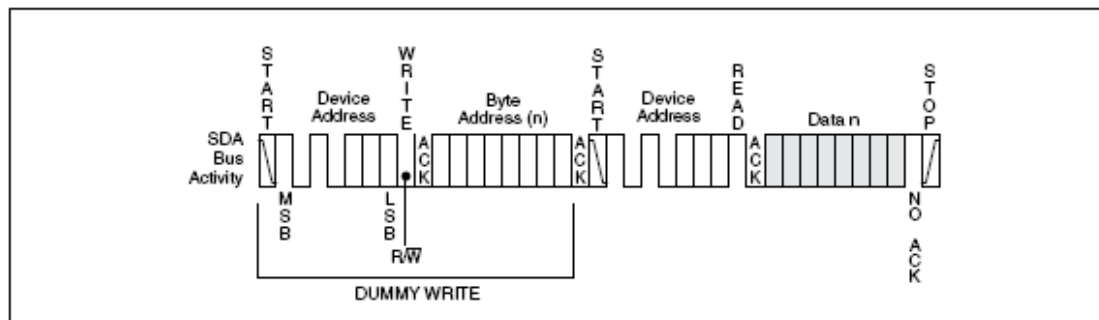 START
WRITE
START
READ
STOP
Device
Address
Byte
Address (n)
Device
Address
Data n
SDA
Bus
Activity
ACK
ACK
ACK
MSB
LSB
NO ACK
R/W̅
DUMMY WRITE